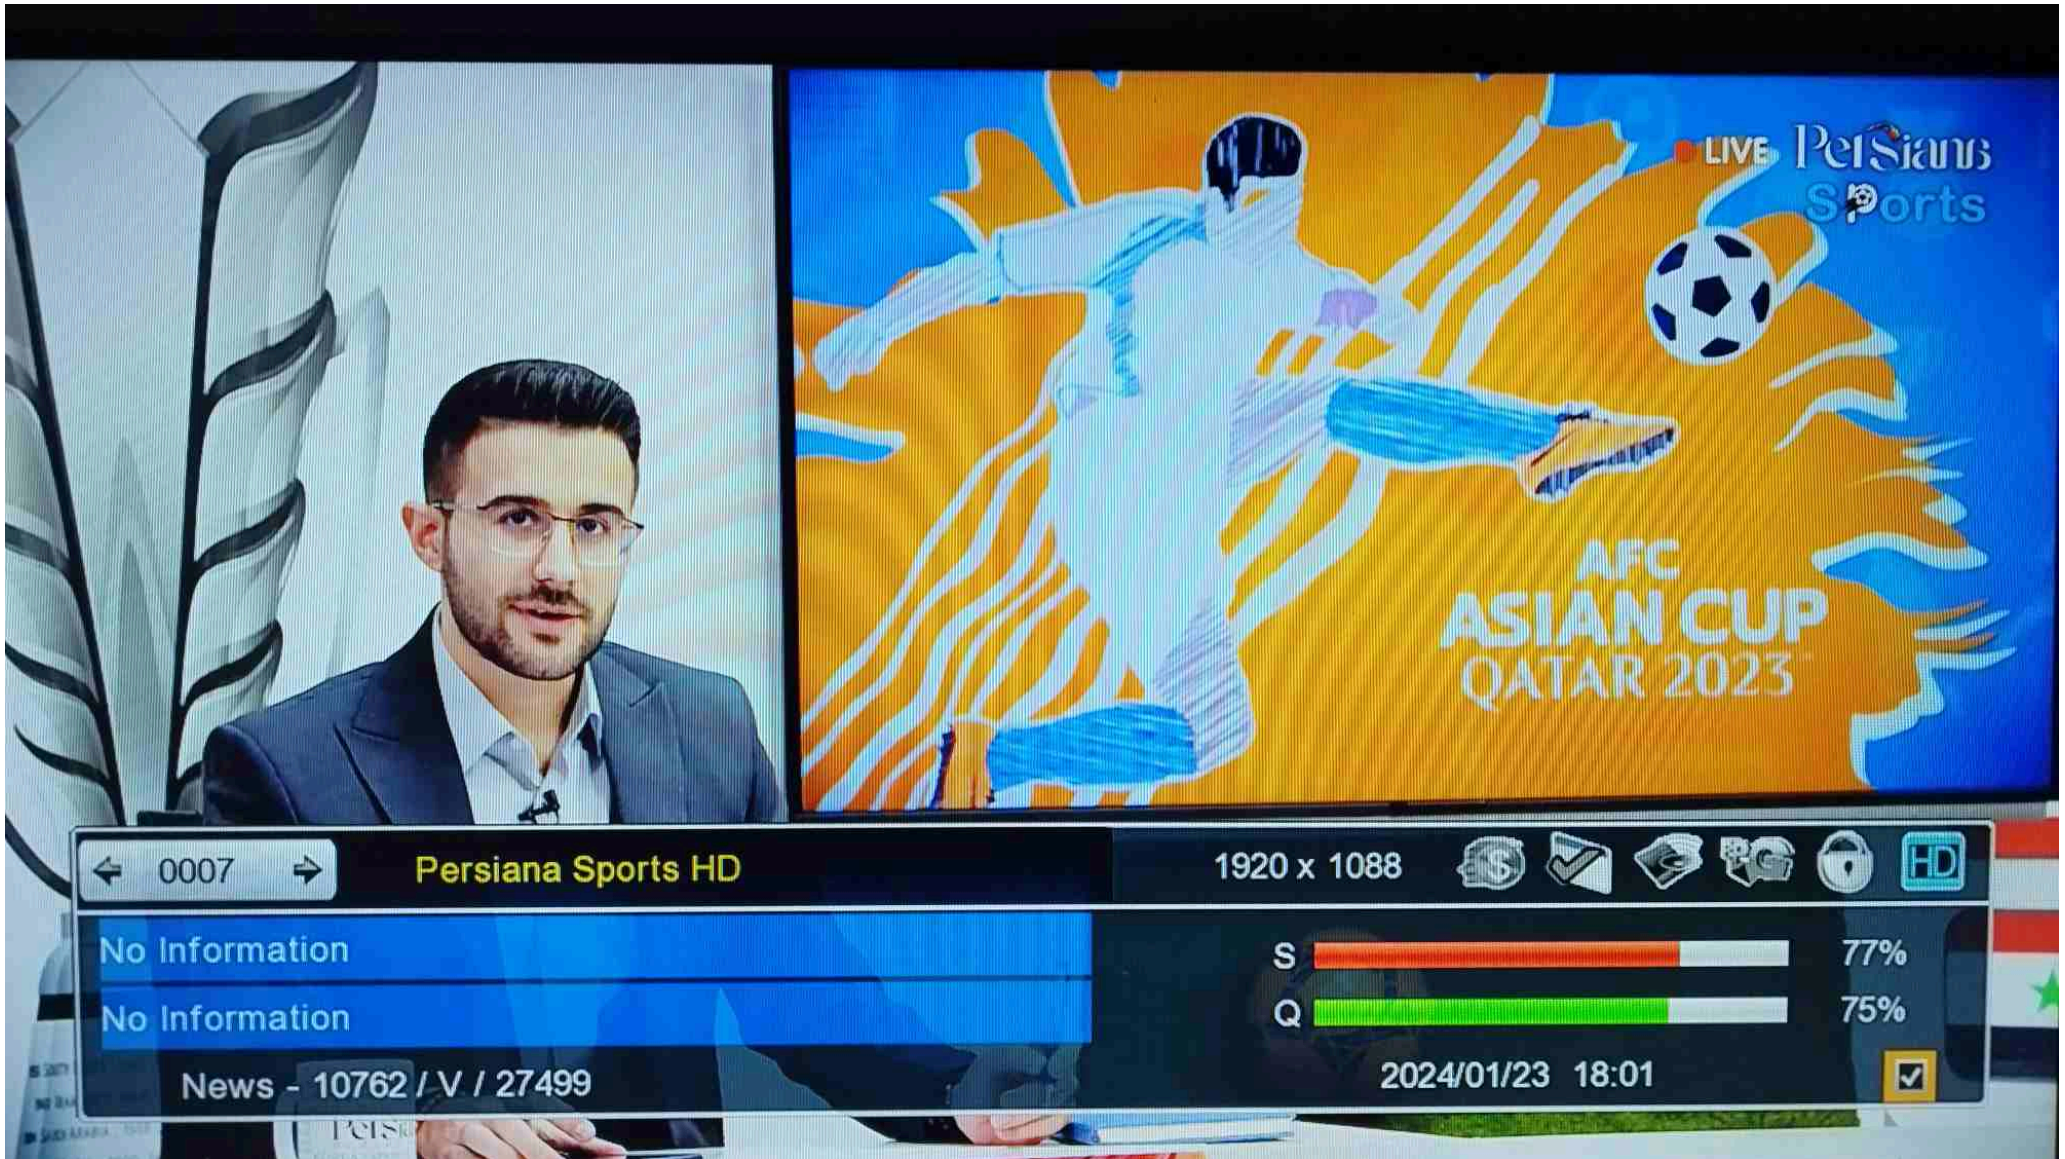 LIVE PerSiana
Sports
AFC
ASIAN CUP
QATAR 2023
0007 Persiana Sports HD 1920 x 1088 $ G HD
No Information
S 77%
No Information
Q 75%
News - 10762 / V / 27499 2024/01/23 18:01